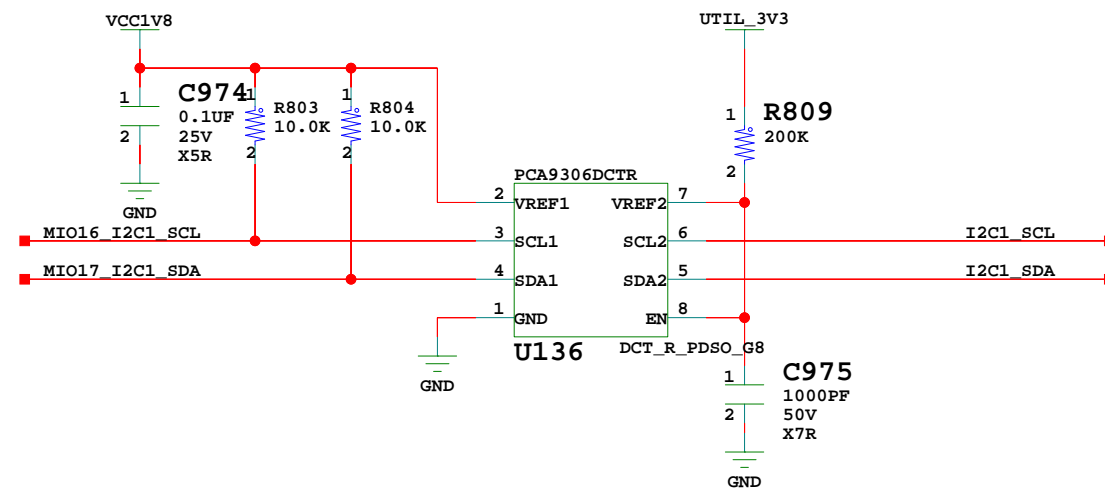 VCC1V8
UTIL_3V3
1
C974
0.1UF
25V
X5R
2
GND
1
R803
10.0K
2
1
R804
10.0K
2
1
R809
200K
2
PCA9306DCTR
2
VREF1
VREF2
7
MIO16_I2C1_SCL
3
SCL1
SCL2
6
I2C1_SCL
MIO17_I2C1_SDA
4
SDA1
SDA2
5
I2C1_SDA
1
GND
EN
8
U136
DCT_R_PDSO_G8
GND
1
C975
1000PF
2
50V
X7R
GND